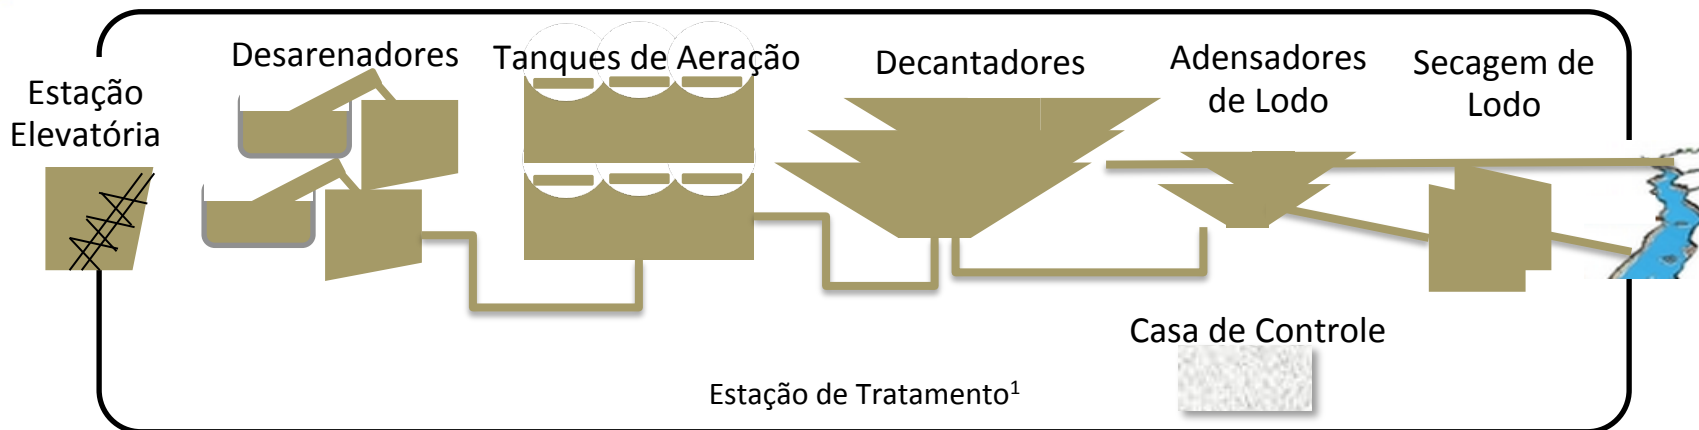 Estação
Elevatória
Desarenadores
Tanques de Aeração
Decantadores
Adensadores
de Lodo
Secagem de
Lodo
Casa de Controle
Estação de Tratamento¹